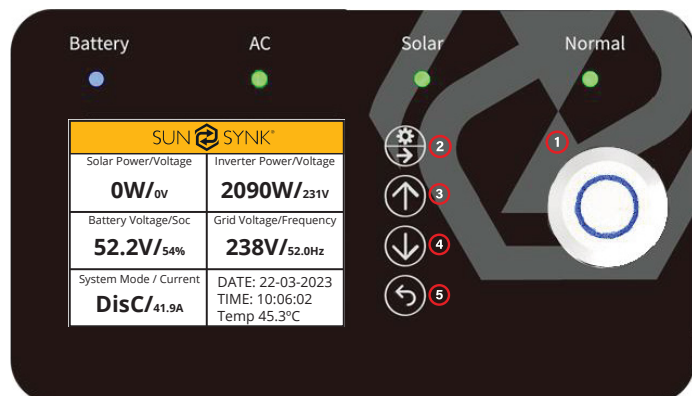 Battery AC Solar Normal
SUN SYNK®
Solar Power/Voltage Inverter Power/Voltage
0W/0V 2090W/231V
Battery Voltage/Soc Grid Voltage/Frequency
52.2V/54% 238V/52.0Hz
System Mode / Current
DisC/41.9A
DATE: 22-03-2023
TIME: 10:06:02
Temp 45.3ºC
1
2
3
4
5